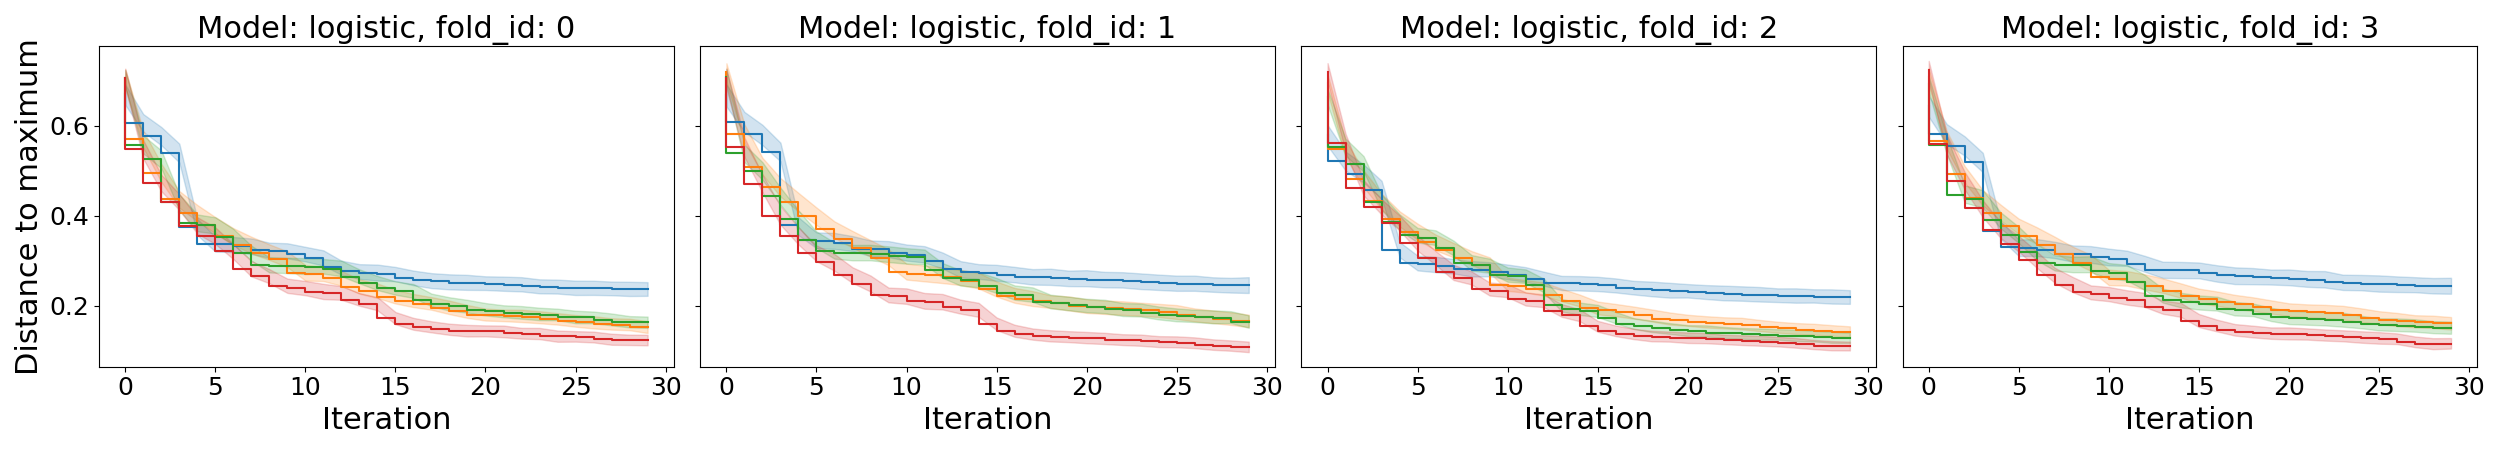 Model: logistic, fold_id: 0
Model: logistic, fold_id: 1
Model: logistic, fold_id: 2
Model: logistic, fold_id: 3
Distance to maximum
0.6
0.4
0.2
0 5 10 15 20 25 30
0 5 10 15 20 25 30
0 5 10 15 20 25 30
0 5 10 15 20 25 30
Iteration
Iteration
Iteration
Iteration